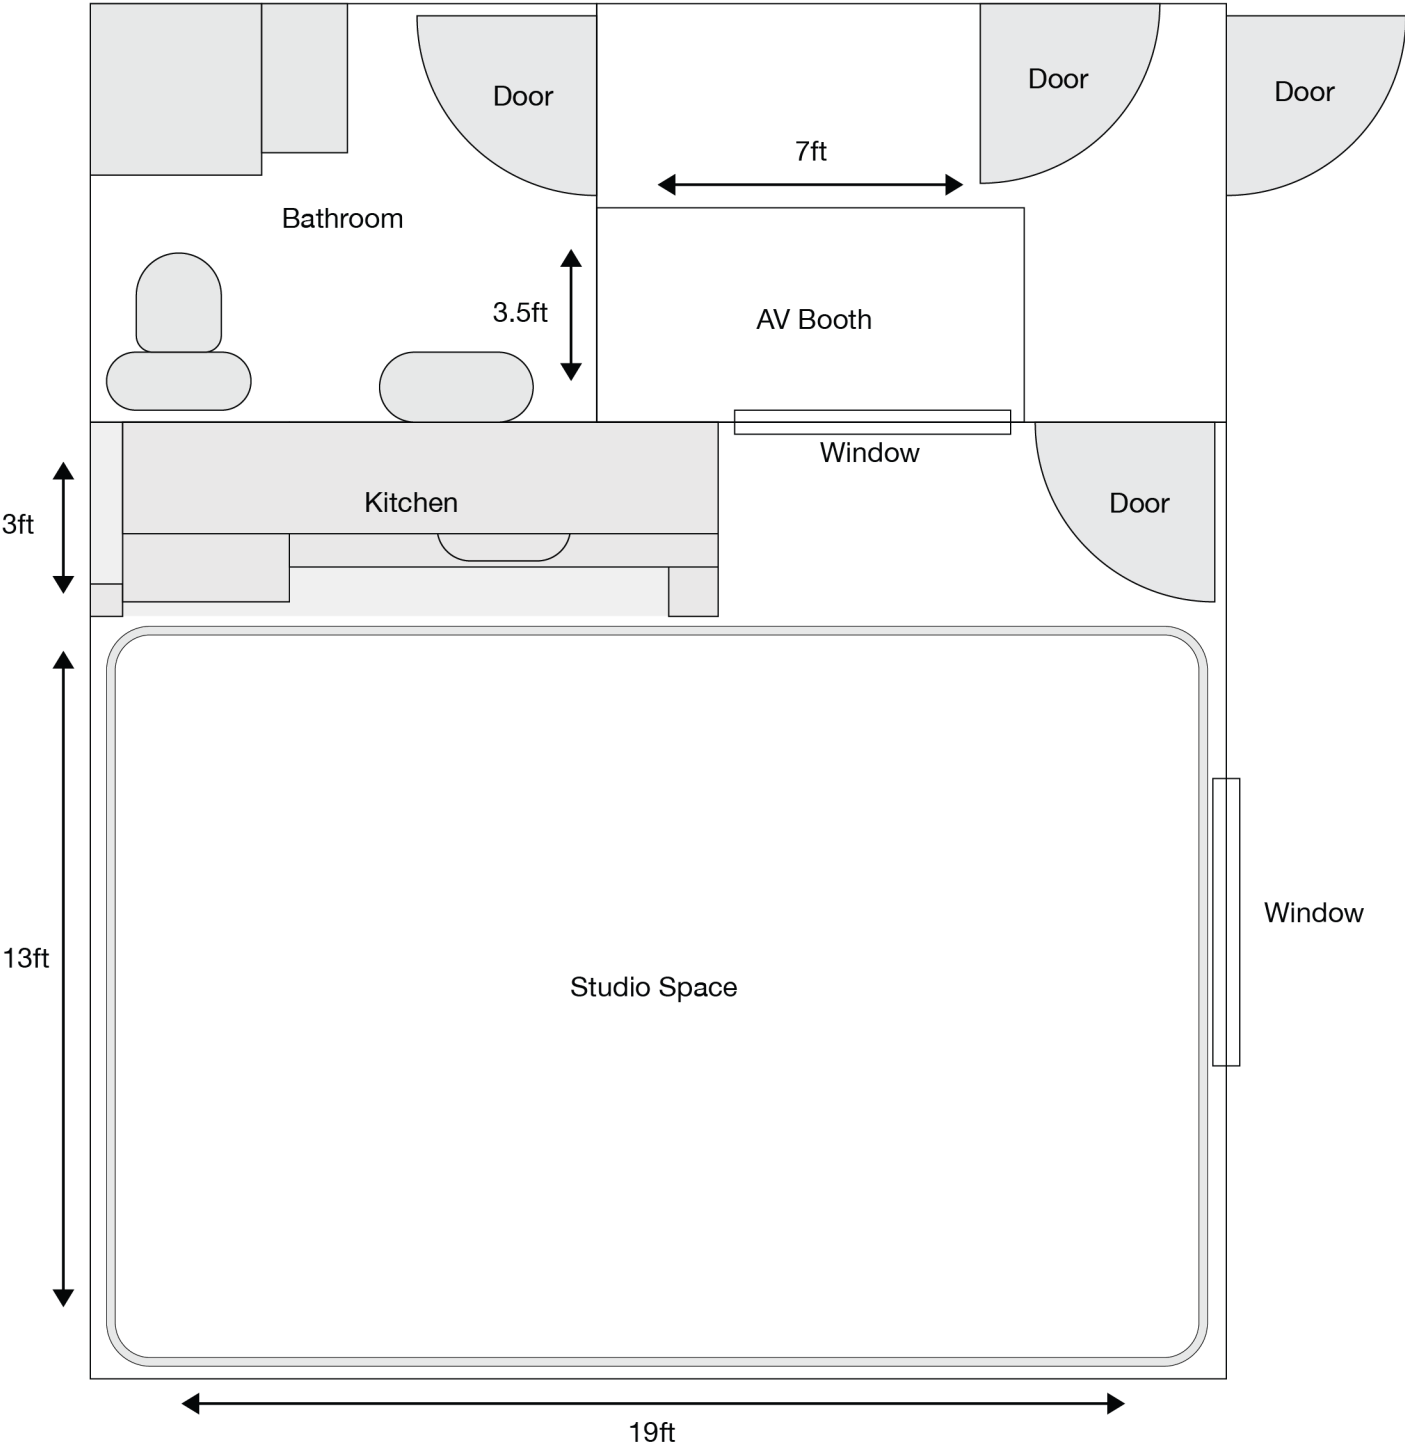 Door
Door
Door
7ft
Bathroom
3.5ft
AV Booth
Window
Kitchen
Door
3ft
Window
13ft
Studio Space
19ft